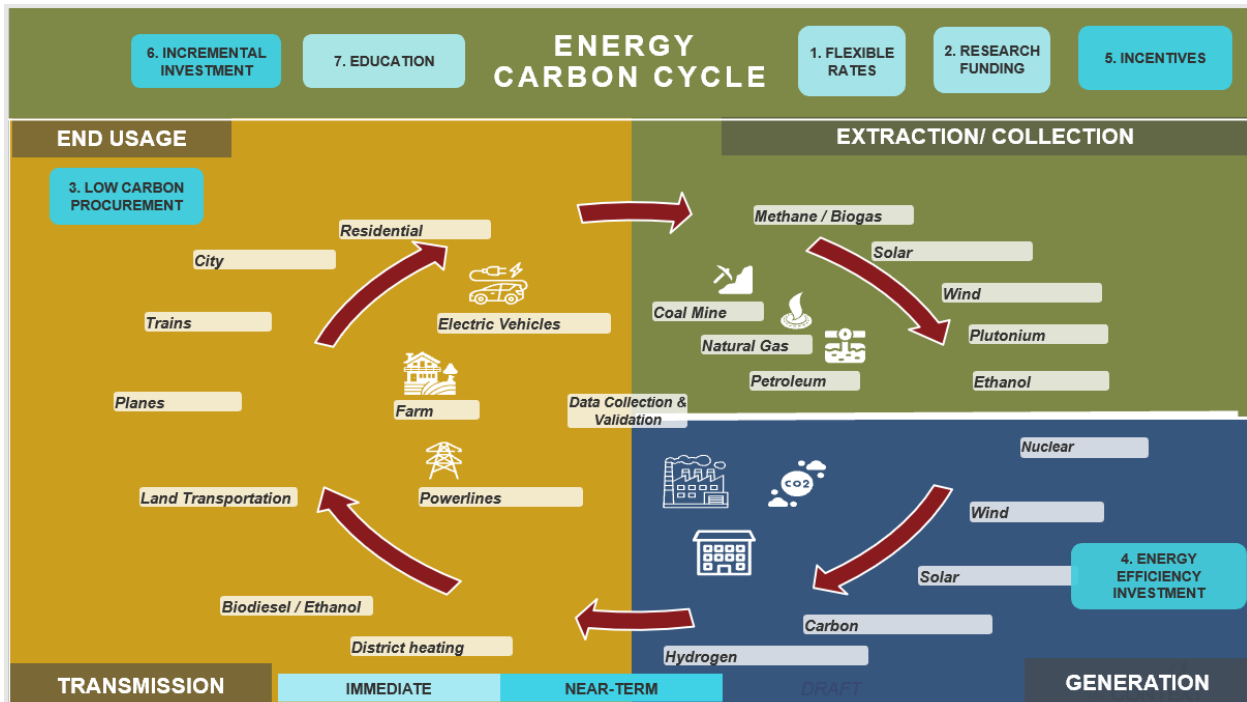 ENERGY
CARBON CYCLE
6. INCREMENTAL
INVESTMENT
7. EDUCATION
1. FLEXIBLE
RATES
2. RESEARCH
FUNDING
5. INCENTIVES
END USAGE
EXTRACTION/ COLLECTION
3. LOW CARBON
PROCUREMENT
Residential
City
Trains
Electric Vehicles
Planes
Farm
Land Transportation
Powerlines
Biodiesel / Ethanol
District heating
Data Collection &
Validation
Methane / Biogas
Solar
Wind
Coal Mine
Natural Gas
Plutonium
Petroleum
Ethanol
Nuclear
CO2
Wind
Solar
4. ENERGY
EFFICIENCY
INVESTMENT
Carbon
Hydrogen
TRANSMISSION
IMMEDIATE
NEAR-TERM
DRAFT
GENERATION